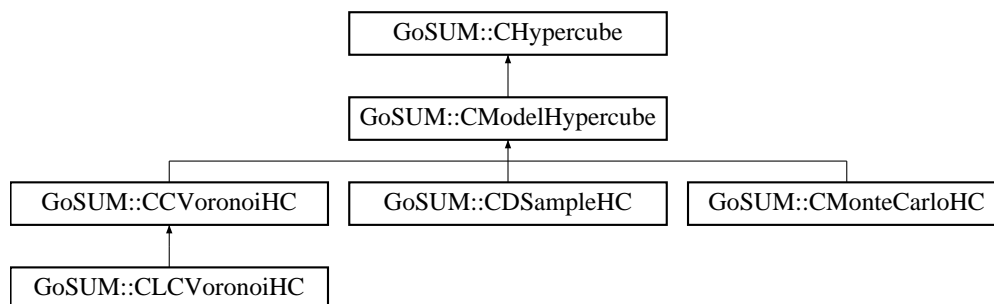 GoSUM::CHypercube
GoSUM::CModelHypercube
GoSUM::CCVoronoiHC
GoSUM::CDSampleHC
GoSUM::CMonteCarloHC
GoSUM::CLCVoronoiHC